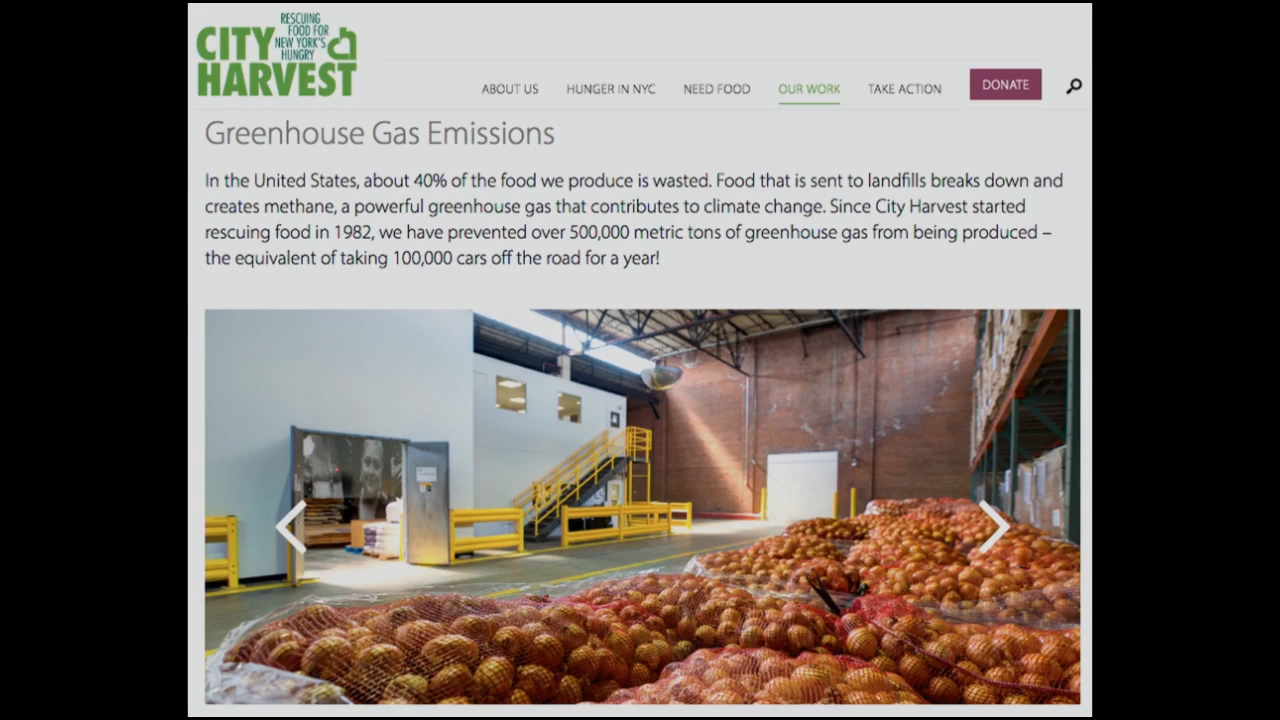 RESCUING
FOOD FOR
NEW YORK'S
HUNGRY
CITY
HARVEST
ABOUT US
HUNGER IN NYC
NEED FOOD
OUR WORK
TAKE ACTION
DONATE
Greenhouse Gas Emissions
In the United States, about 40% of the food we produce is wasted. Food that is sent to landfills breaks down and
creates methane, a powerful greenhouse gas that contributes to climate change. Since City Harvest started
rescuing food in 1982, we have prevented over 500,000 metric tons of greenhouse gas from being produced –
the equivalent of taking 100,000 cars off the road for a year!